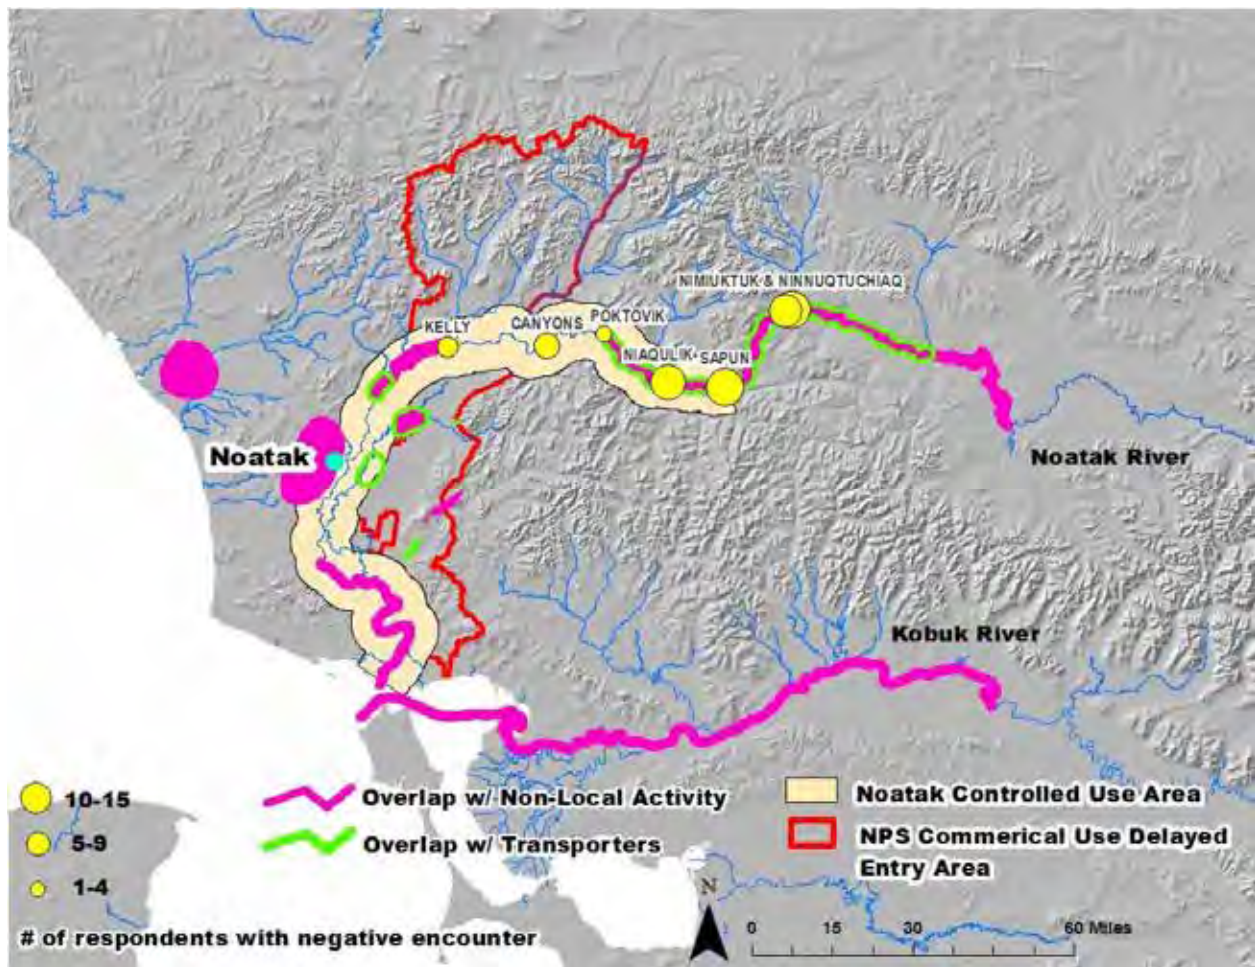 NIMIUKTUK & NINNUQTUCHIAQ
KELLY
CANYONS
POKTOVIK
NIAQULIK
SAPUN
Noatak
Noatak River
Kobuk River
10-15
5-9
1-4
# of respondents with negative encounter
Overlap w/ Non-Local Activity
Overlap w/ Transporters
Noatak Controlled Use Area
NPS Commerical Use Delayed
Entry Area
N
0 15 30 60 Miles